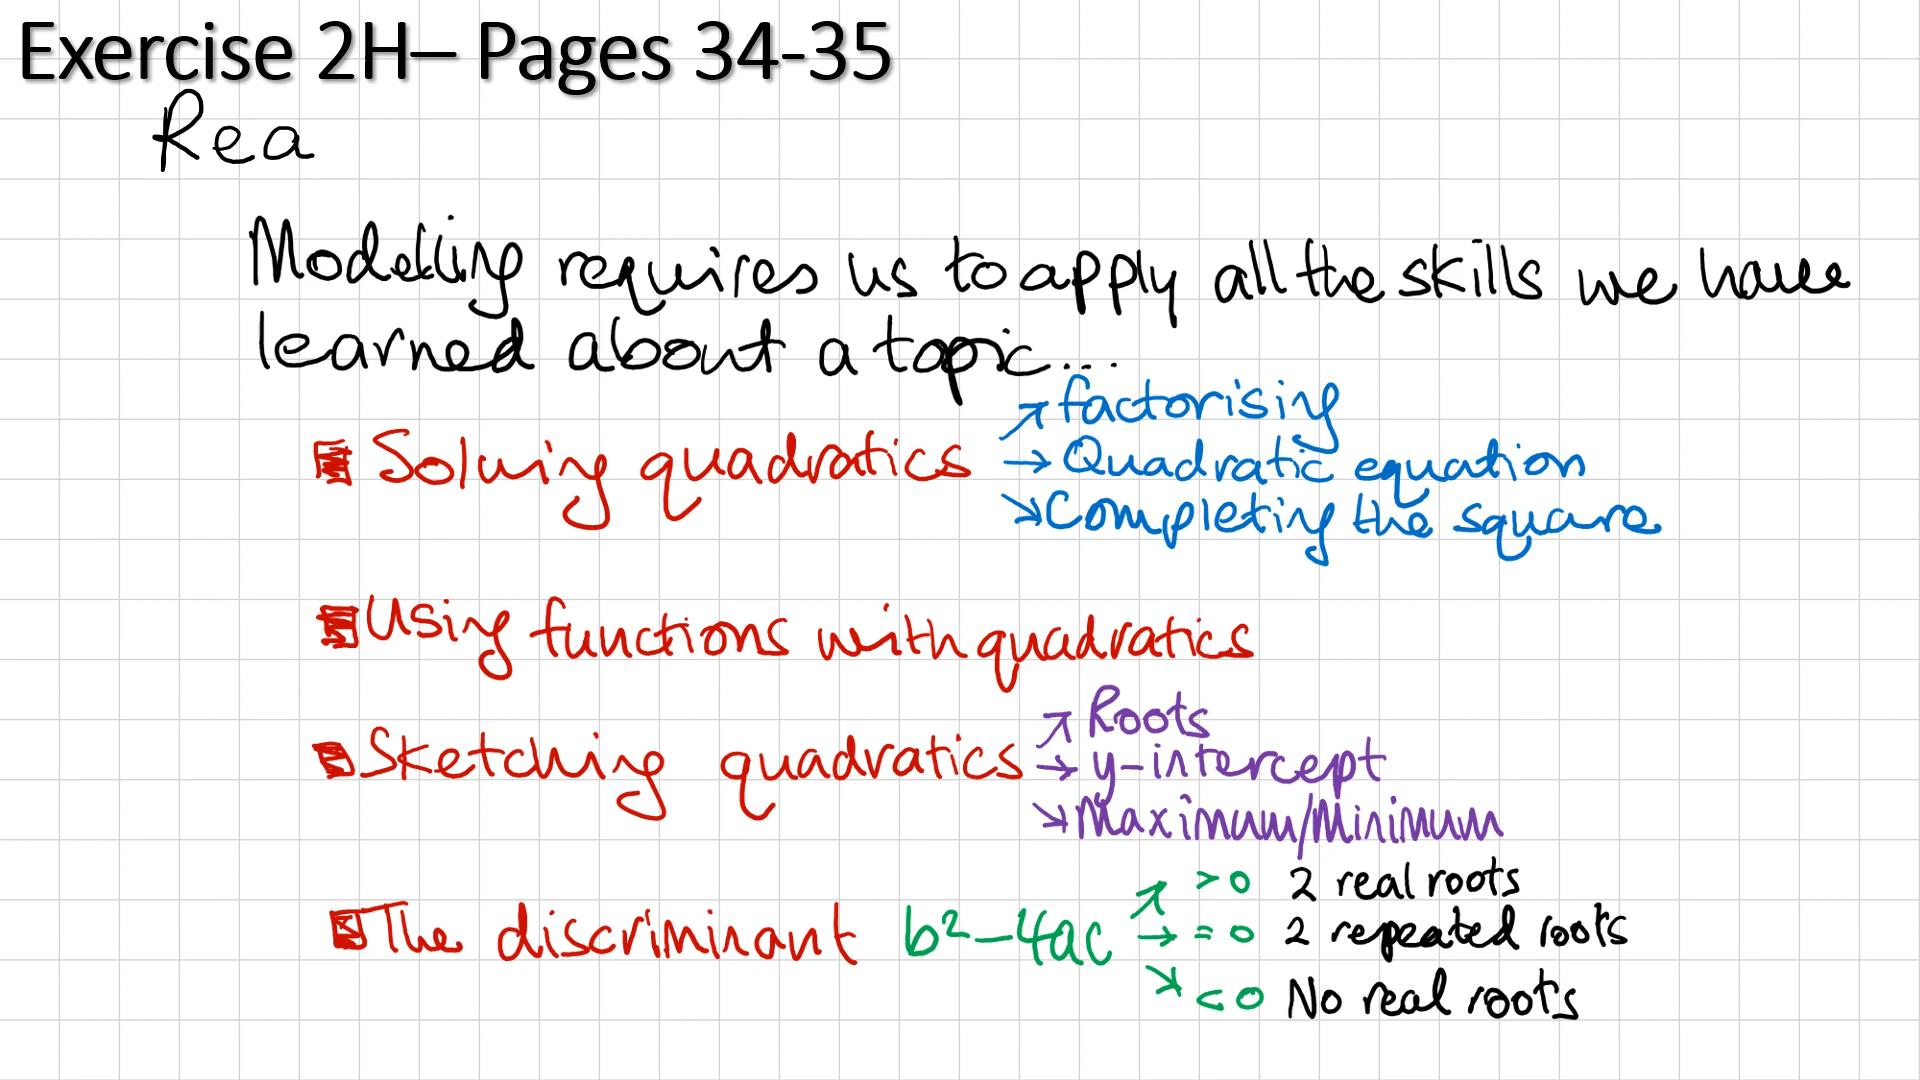 Exercise 2H– Pages 34-35
Rea
Modelling requires us to apply all the skills we have
learned about a topic...
Solving quadratics
↗ factorising
→ Quadratic equation
↘ Completing the square
Using functions with quadratics
Sketching quadratics
↗ Roots
→ y-intercept
↘ Maximum/Minimum
The discriminant b²-4ac
↗ >0 2 real roots
→ =0 2 repeated roots
↘ <0 No real roots